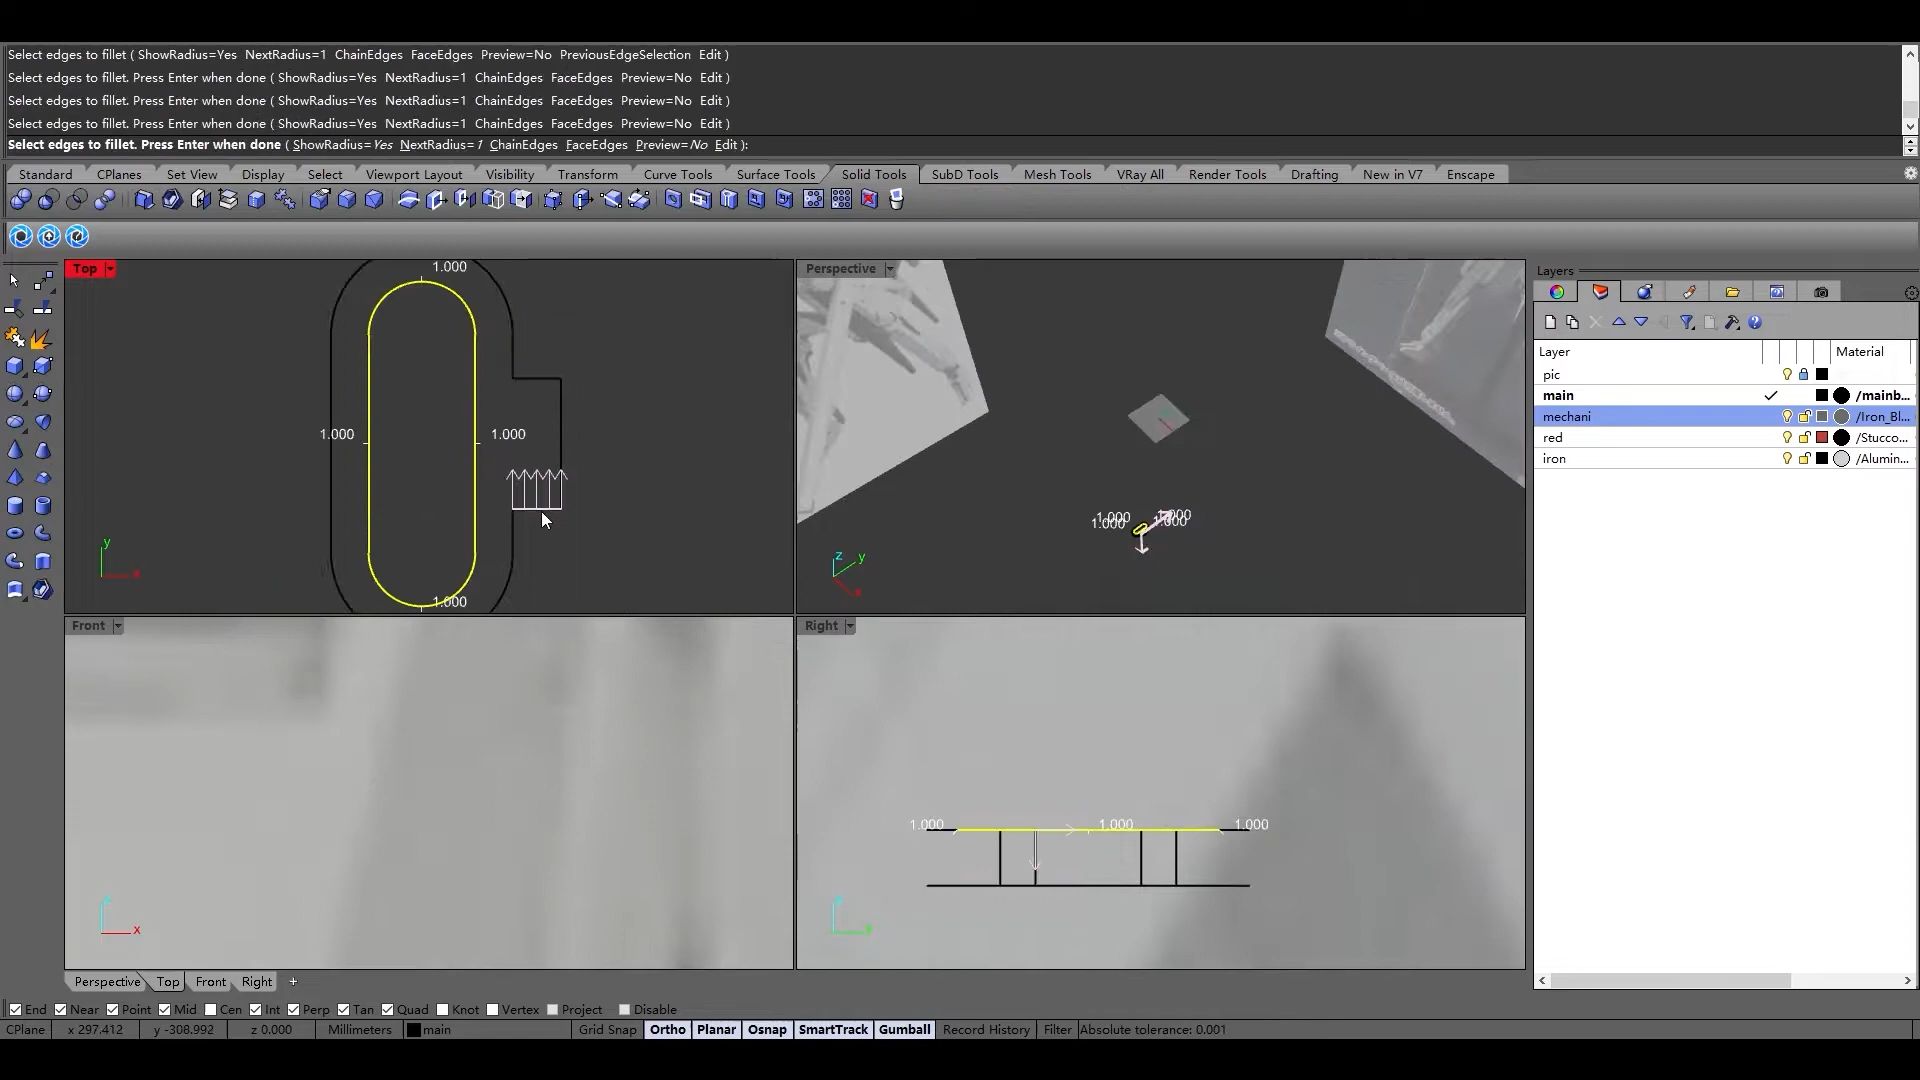 Select edges to fillet ( ShowRadius=Yes  NextRadius=1  ChainEdges  FaceEdges  Preview=No  PreviousEdgeSelection  Edit )
Select edges to fillet. Press Enter when done ( ShowRadius=Yes  NextRadius=1  ChainEdges  FaceEdges  Preview=No  Edit )
Select edges to fillet. Press Enter when done ( ShowRadius=Yes  NextRadius=1  ChainEdges  FaceEdges  Preview=No  Edit )
Select edges to fillet. Press Enter when done ( ShowRadius=Yes  NextRadius=1  ChainEdges  FaceEdges  Preview=No  Edit )
Select edges to fillet. Press Enter when done ( ShowRadius=Yes  NextRadius=1  ChainEdges  FaceEdges  Preview=No  Edit ):
Standard CPlanes Set View Display Select Viewport Layout Visibility Transform Curve Tools Surface Tools Solid Tools SubD Tools Mesh Tools VRay All Render Tools Drafting New in V7 Enscape
Top
1.000
1.000
1.000
1.000
y
Perspective
1.000
1.000
1.000
1.000
z
y
Front
x
Right
1.000
1.000
1.000
Layers
Layer Material
pic
main /mainb...
mechani /Iron_Bl...
red /Stucco...
iron /Alumin...
Perspective Top Front Right
End Near Point Mid Cen Int Perp Tan Quad Knot Vertex Project Disable
CPlane x 297.412 y -308.992 z 0.000 Millimeters main Grid Snap Ortho Planar Osnap SmartTrack Gumball Record History Filter Absolute tolerance: 0.001